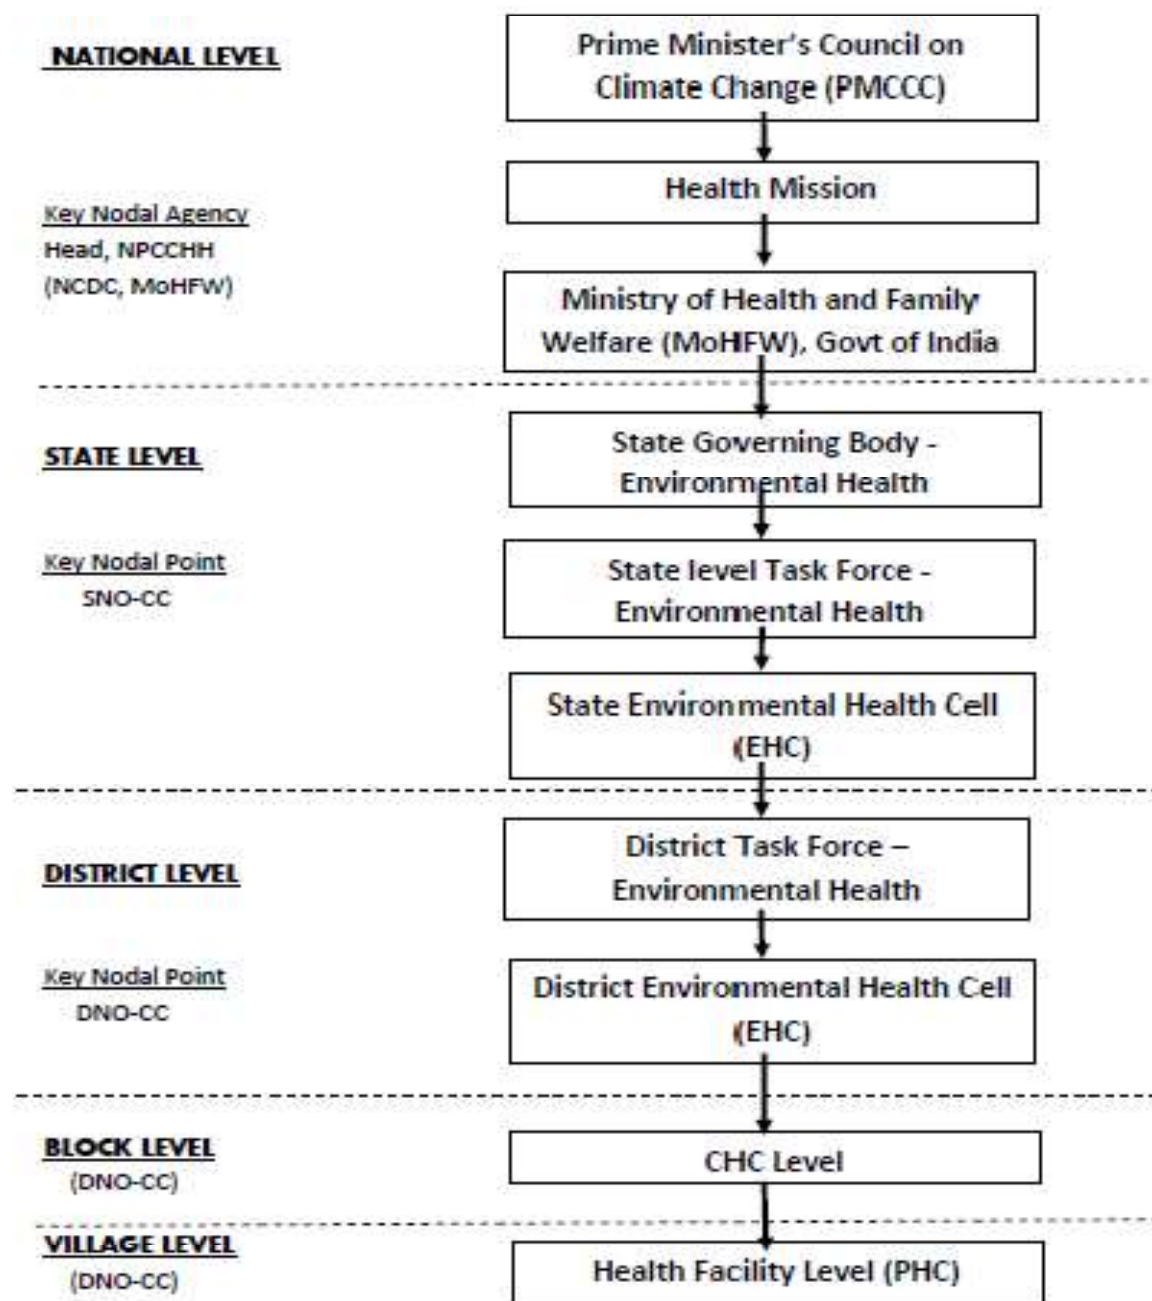 NATIONAL LEVEL
Prime Minister's Council on
Climate Change (PMCCC)
Health Mission
Key Nodal Agency
Head, NPCCHH
(NCDC, MoHFW)
Ministry of Health and Family
Welfare (MoHFW), Govt of India
STATE LEVEL
State Governing Body -
Environmental Health
Key Nodal Point
SNO-CC
State level Task Force -
Environmental Health
State Environmental Health Cell
(EHC)
DISTRICT LEVEL
District Task Force –
Environmental Health
Key Nodal Point
DNO-CC
District Environmental Health Cell
(EHC)
BLOCK LEVEL
(DNO-CC)
CHC Level
VILLAGE LEVEL
(DNO-CC)
Health Facility Level (PHC)